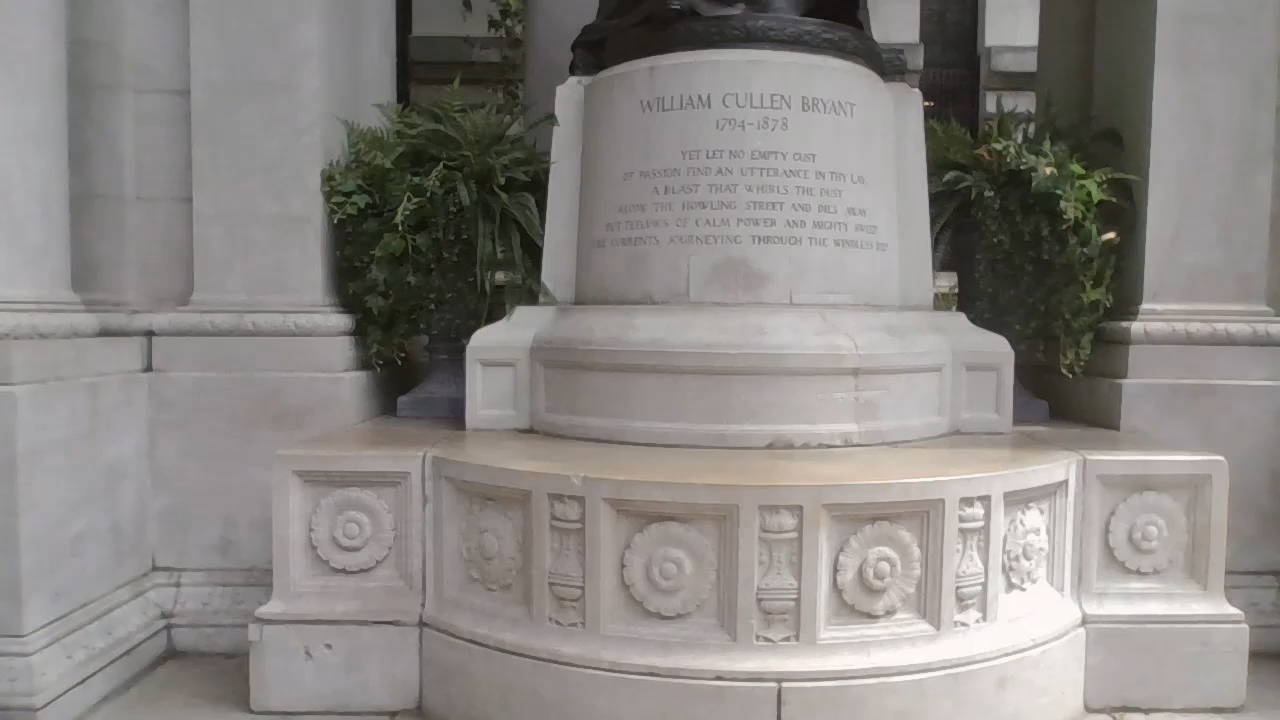 WILLIAM CULLEN BRYANT
1794-1878
YET LET NO EMPTY GUST
OF PASSION FIND AN UTTERANCE IN THY LAY
A BLAST THAT WHIRLS THE DUST
ALONG THE HOWLING STREET AND DIES AWAY
BUT FEELINGS OF CALM POWER AND MIGHTY SWEEP
LIKE CURRENTS JOURNEYING THROUGH THE WINDLESS DEEP